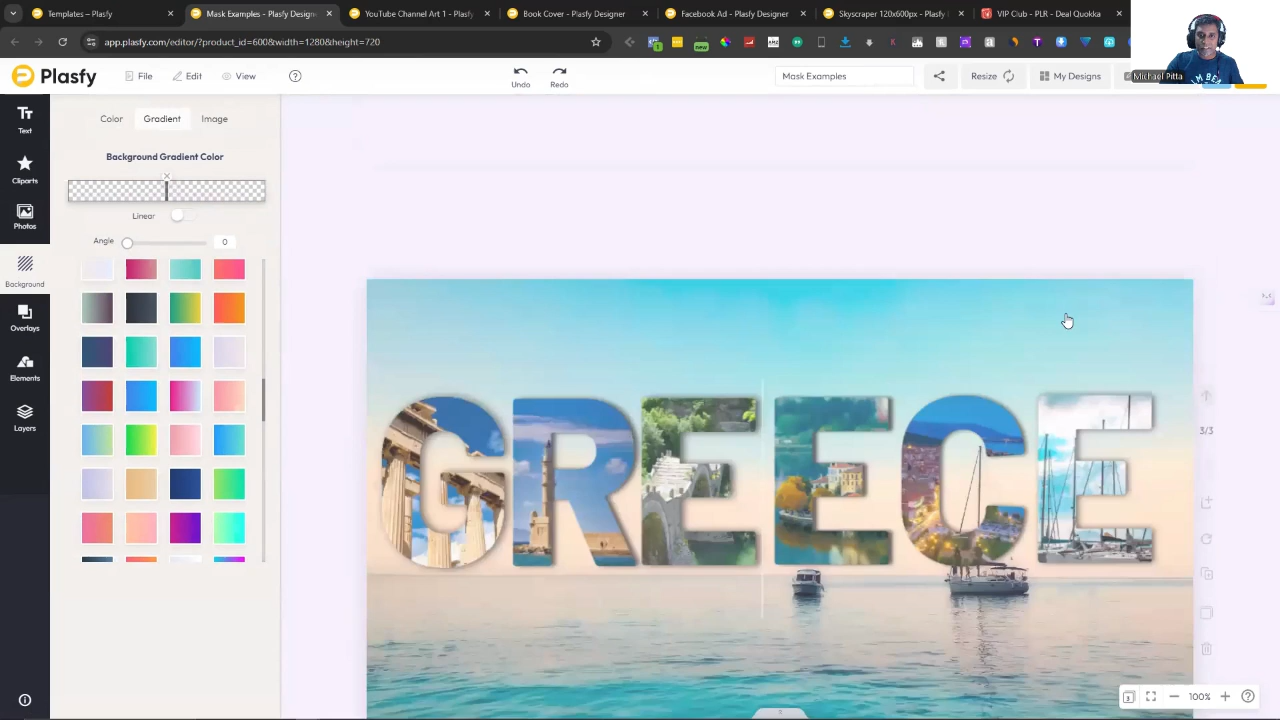 Templates – Plasfy
Mask Examples – Plasfy Design
YouTube Channel Art 1 – Plasfy
Book Cover – Plasfy Designer
Facebook Ad – Plasfy Designer
Skyscraper 120x600px – Plasfy
VIP Club – PLR – Deal Quokka
app.plasfy.com/editor/?product_id=600&width=1280&height=720
new
Michael Pitta
Plasfy
File
Edit
View
Undo
Redo
Mask Examples
Resize
My Designs
Text
Cliparts
Photos
Background
Overlays
Elements
Layers
Color
Gradient
Image
Background Gradient Color
Linear
Angle
0
GREECE
3/3
3
100%